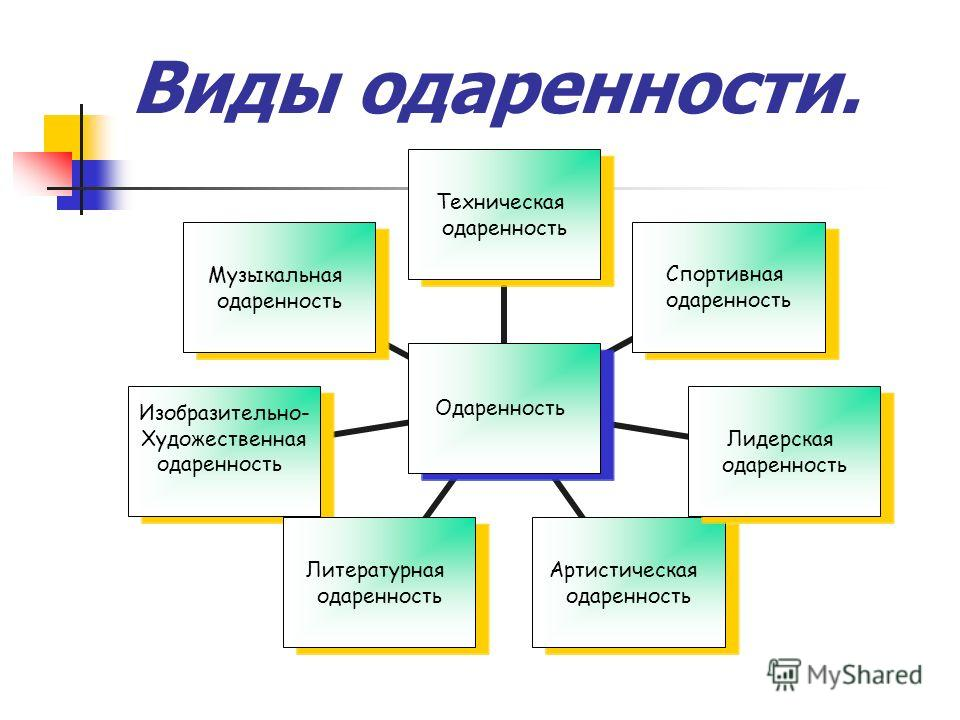 Виды одаренности.
Техническая
одаренность
Музыкальная
одаренность
Спортивная
одаренность
Одаренность
Изобразительно-
Художественная
одаренность
Лидерская
одаренность
Литературная
одаренность
Артистическая
одаренность
MyShared